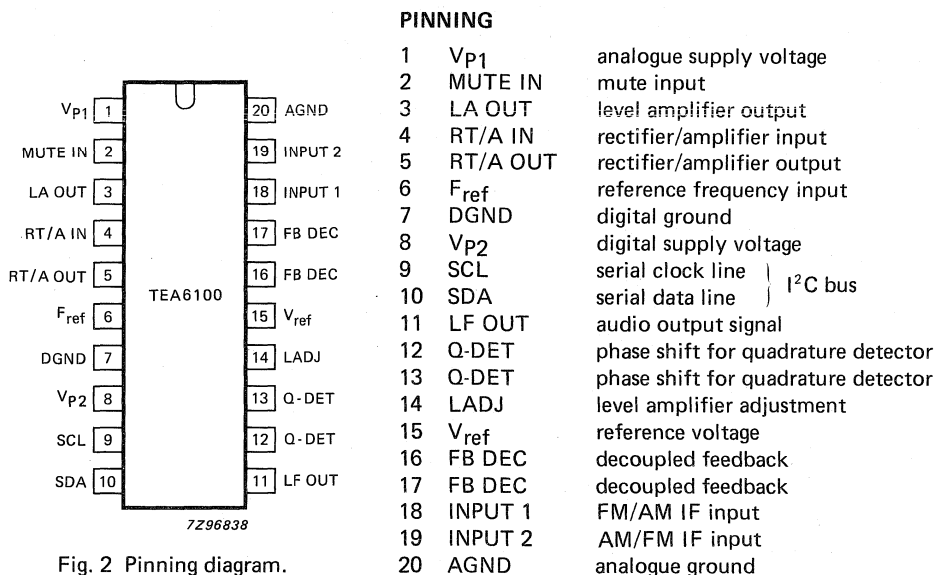 PINNING
1 VP1 analogue supply voltage
2 MUTE IN mute input
3 LA OUT level amplifier output
4 RT/A IN rectifier/amplifier input
5 RT/A OUT rectifier/amplifier output
6 Fref reference frequency input
7 DGND digital ground
8 VP2 digital supply voltage
9 SCL serial clock line
10 SDA serial data line
I²C bus
11 LF OUT audio output signal
12 Q-DET phase shift for quadrature detector
13 Q-DET phase shift for quadrature detector
14 LADJ level amplifier adjustment
15 Vref reference voltage
16 FB DEC decoupled feedback
17 FB DEC decoupled feedback
18 INPUT 1 FM/AM IF input
19 INPUT 2 AM/FM IF input
20 AGND analogue ground
VP1 1 20 AGND
MUTE IN 2 19 INPUT 2
LA OUT 3 18 INPUT 1
RT/A IN 4 17 FB DEC
RT/A OUT 5 16 FB DEC
TEA6100
Fref 6 15 Vref
DGND 7 14 LADJ
VP2 8 13 Q-DET
SCL 9 12 Q-DET
SDA 10 11 LF OUT
7Z96838
Fig. 2 Pinning diagram.